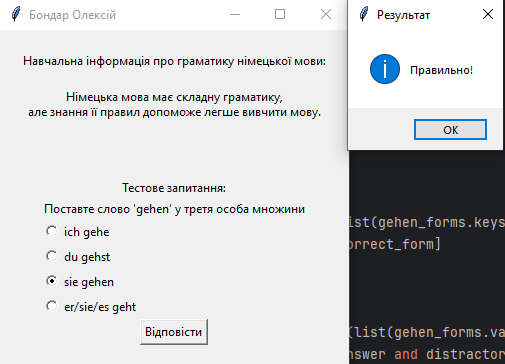 Бондар Олексій
Навчальна інформація про граматику німецької мови:
Німецька мова має складну граматику,
але знання її правил допоможе легше вивчити мову.
Тестове запитання:
Поставте слово 'gehen' у третя особа множини
ich gehe
du gehst
sie gehen
er/sie/es geht
Відповісти
Результат
Правильно!
OK
ist(gehen_forms.keys
orrect_form]
(list(gehen_forms.va
nswer and distractor